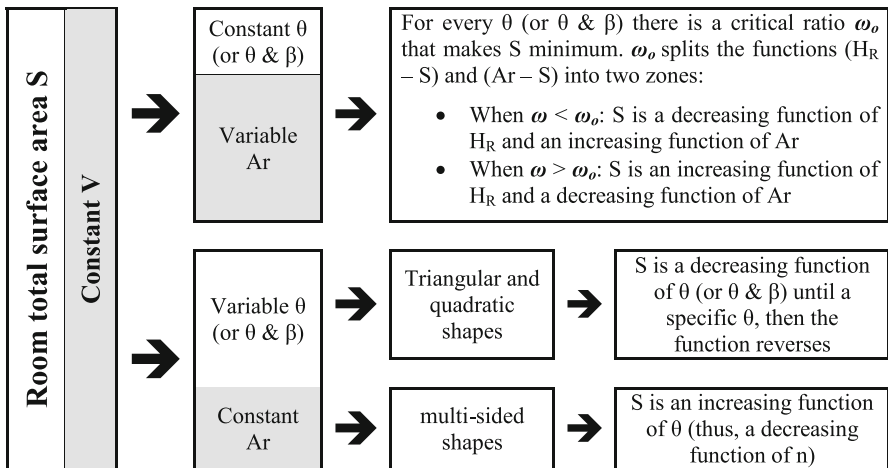 Room total surface area S
Constant V
Constant θ
(or θ & β)
Variable
Ar
For every θ (or θ & β) there is a critical ratio ωₒ
that makes S minimum. ωₒ splits the functions (H_R
– S) and (Ar – S) into two zones:
• When ω < ωₒ: S is a decreasing function of
H_R and an increasing function of Ar
• When ω > ωₒ: S is an increasing function of
H_R and a decreasing function of Ar
Variable θ
(or θ & β)
Constant
Ar
Triangular and
quadratic
shapes
S is a decreasing function
of θ (or θ & β) until a
specific θ, then the
function reverses
multi-sided
shapes
S is an increasing function
of θ (thus, a decreasing
function of n)